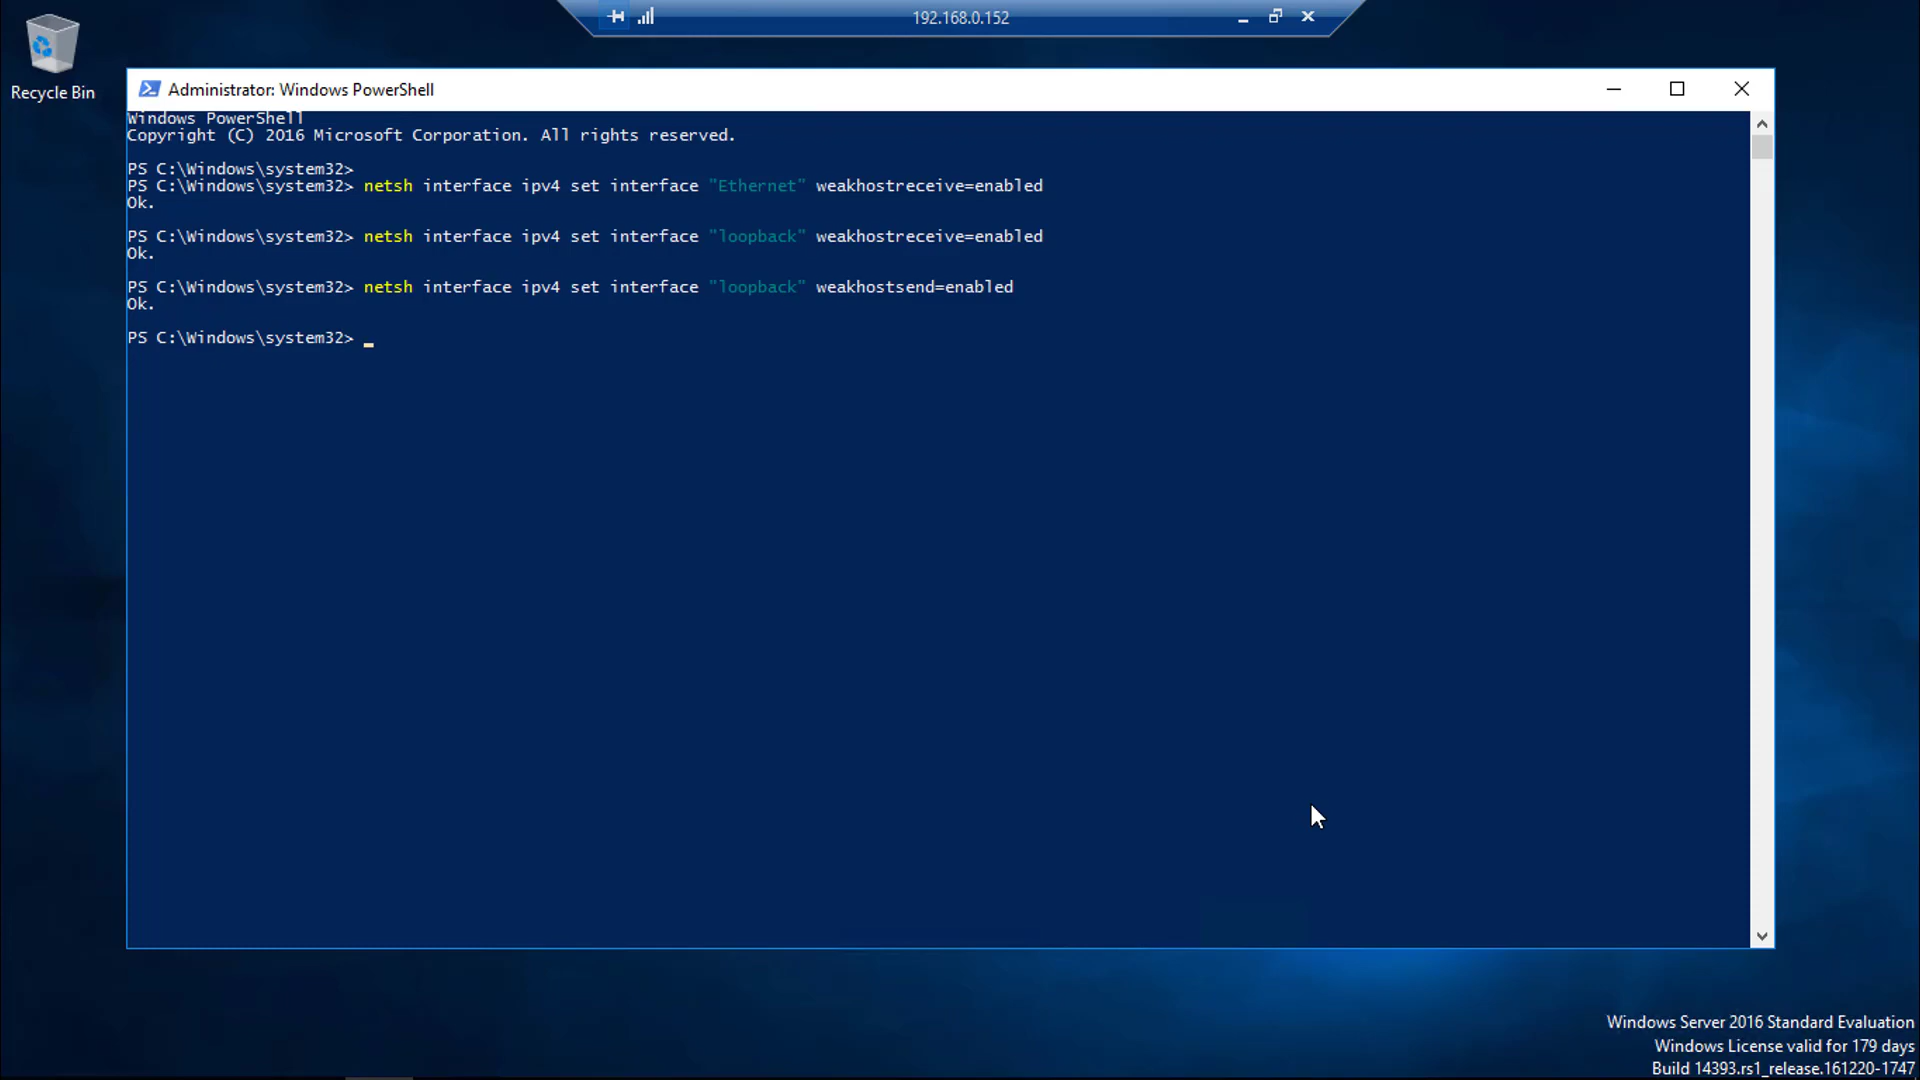 192.168.0.152
Recycle Bin
Administrator: Windows PowerShell
Windows PowerShell
Copyright (C) 2016 Microsoft Corporation. All rights reserved.
PS C:\Windows\system32>
PS C:\Windows\system32> netsh interface ipv4 set interface "Ethernet" weakhostreceive=enabled
Ok.
PS C:\Windows\system32> netsh interface ipv4 set interface "loopback" weakhostreceive=enabled
Ok.
PS C:\Windows\system32> netsh interface ipv4 set interface "loopback" weakhostsend=enabled
Ok.
PS C:\Windows\system32> _
Windows Server 2016 Standard Evaluation
Windows License valid for 179 days
Build 14393.rs1_release.161220-1747